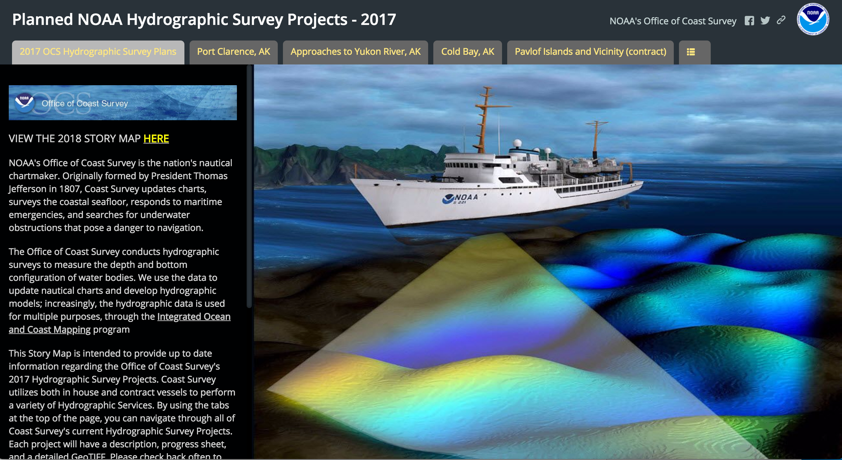 Planned NOAA Hydrographic Survey Projects - 2017
NOAA's Office of Coast Survey
NOAA
2017 OCS Hydrographic Survey Plans
Port Clarence, AK
Approaches to Yukon River, AK
Cold Bay, AK
Pavlof Islands and Vicinity (contract)
OCS
Office of Coast Survey
VIEW THE 2018 STORY MAP HERE
NOAA's Office of Coast Survey is the nation's nautical
chartmaker. Originally formed by President Thomas
Jefferson in 1807, Coast Survey updates charts,
surveys the coastal seafloor, responds to maritime
emergencies, and searches for underwater
obstructions that pose a danger to navigation.
The Office of Coast Survey conducts hydrographic
surveys to measure the depth and bottom
configuration of water bodies. We use the data to
update nautical charts and develop hydrographic
models; increasingly, the hydrographic data is used
for multiple purposes, through the Integrated Ocean
and Coast Mapping program
This Story Map is intended to provide up to date
information regarding the Office of Coast Survey's
2017 Hydrographic Survey Projects. Coast Survey
utilizes both in house and contract vessels to perform
a variety of Hydrographic Services. By using the tabs
at the top of the page, you can navigate through all of
Coast Survey's current Hydrographic Survey Projects.
Each project will have a description, progress sheet,
and a detailed GeoTIFF. Please check back often to
NOAA